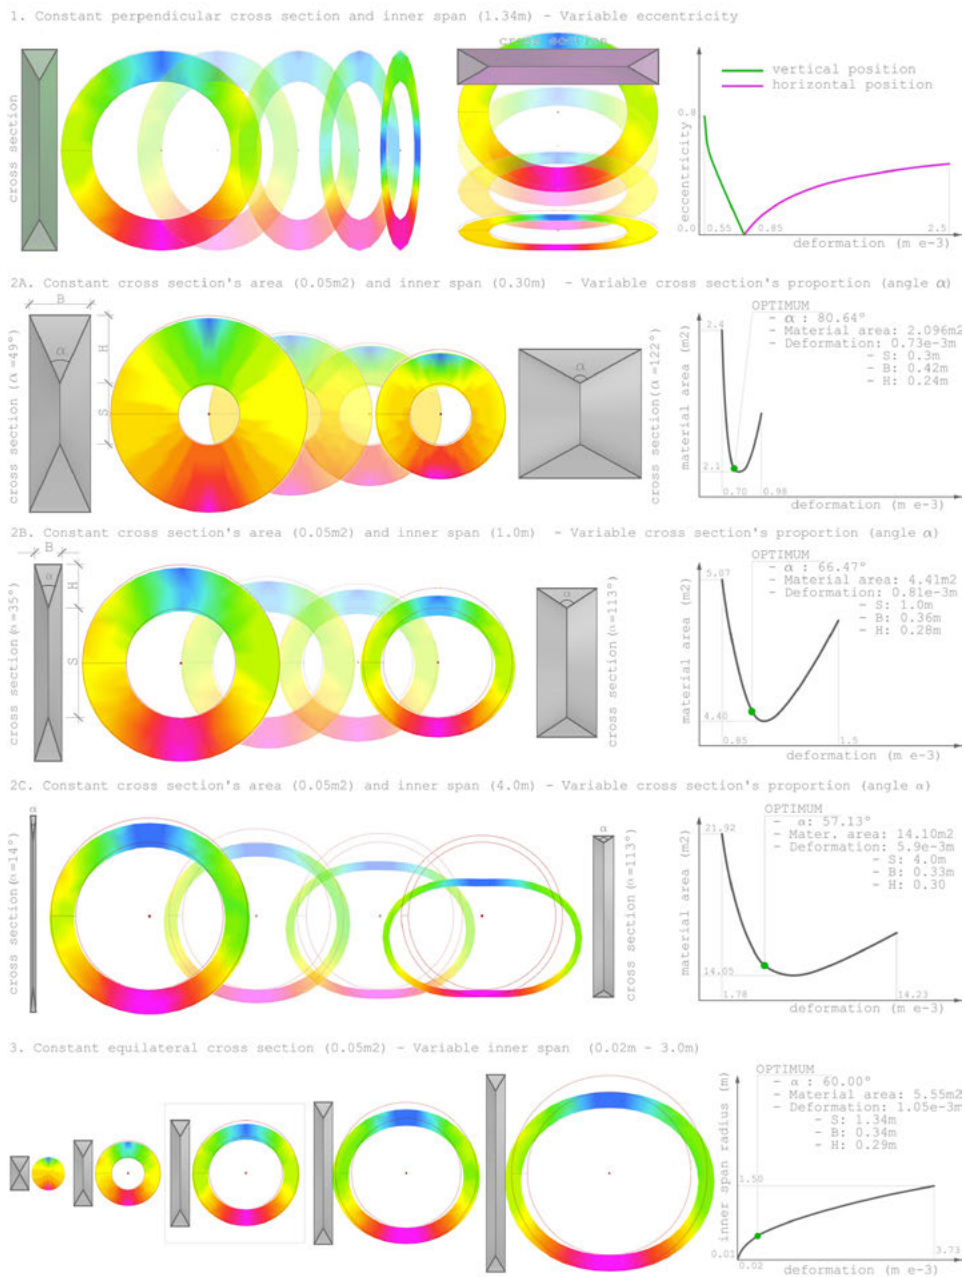 1. Constant perpendicular cross section and inner span (1.34m) - Variable eccentricity
cross section
cross section
eccentricity
0.8
0.0
0.55
0.85
2.5
vertical position
horizontal position
deformation (m e-3)
2A. Constant cross section's area (0.05m2) and inner span (0.30m) - Variable cross section's proportion (angle α)
B
α
H
S
cross section (α=49°)
α
cross section (α=122°)
material area (m2)
2.4
2.1
0.70
0.98
deformation (m e-3)
OPTIMUM
- α : 80.64°
- Material area: 2.096m2
- Deformation: 0.73e-3m
- S: 0.3m
- B: 0.42m
- H: 0.24m
2B. Constant cross section's area (0.05m2) and inner span (1.0m) - Variable cross section's proportion (angle α)
B
α
H
S
cross section (α=35°)
α
cross section (α=113°)
material area (m2)
5.07
4.40
0.85
1.5
deformation (m e-3)
OPTIMUM
- α : 66.47°
- Material area: 4.41m2
- Deformation: 0.81e-3m
- S: 1.0m
- B: 0.36m
- H: 0.28m
2C. Constant cross section's area (0.05m2) and inner span (4.0m) - Variable cross section's proportion (angle α)
α
cross section (α=14°)
α
cross section (α=113°)
material area (m2)
21.92
14.05
1.78
14.23
deformation (m e-3)
OPTIMUM
- α: 57.13°
- Mater. area: 14.10m2
- Deformation: 5.9e-3m
- S: 4.0m
- B: 0.33m
- H: 0.30
3. Constant equilateral cross section (0.05m2) - Variable inner span (0.02m - 3.0m)
inner span radius (m)
1.50
0.01
0.02
3.73
deformation (m e-3)
OPTIMUM
- α : 60.00°
- Material area: 5.55m2
- Deformation: 1.05e-3m
- S: 1.34m
- B: 0.34m
- H: 0.29m